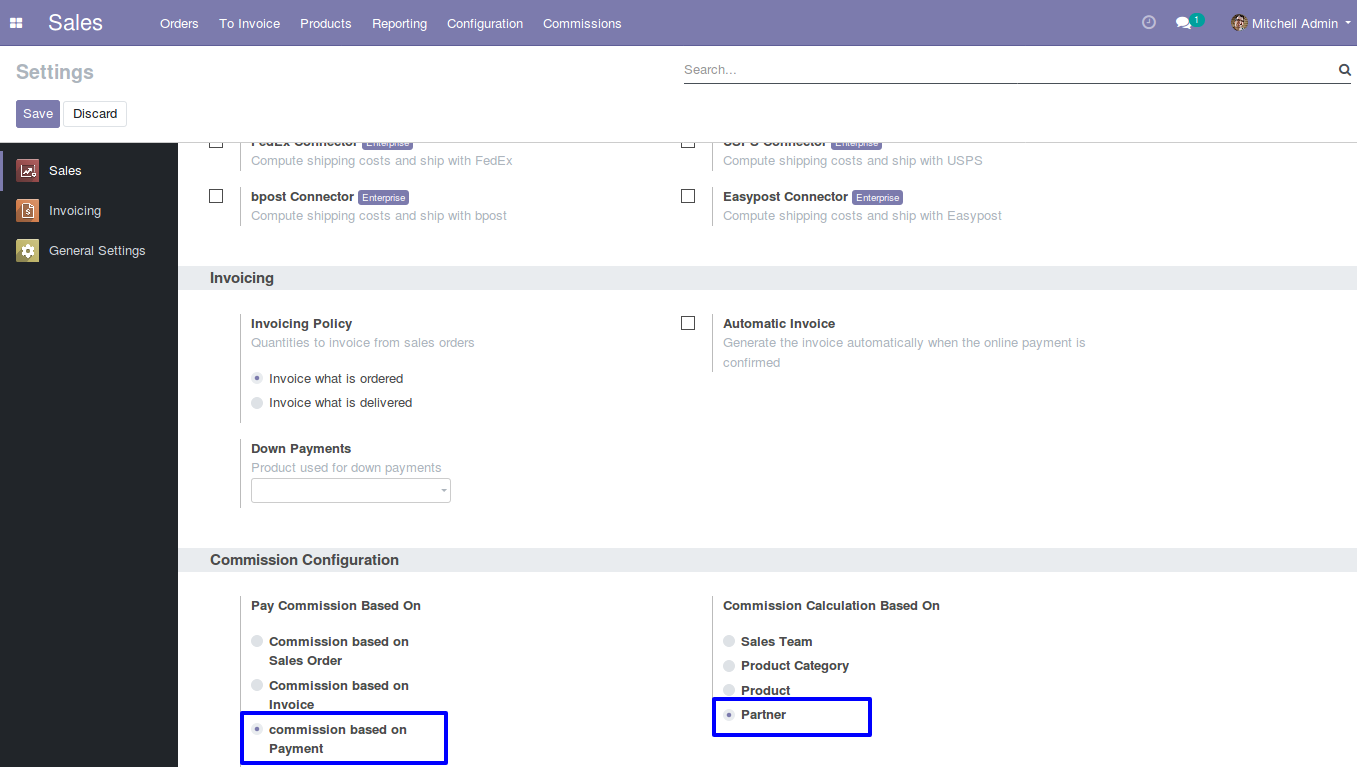 Sales Orders To Invoice Products Reporting Configuration Commissions 1 Mitchell Admin
Settings Search...
Save Discard
Sales
Invoicing
General Settings
FedEx Connector Enterprise USPS Connector Enterprise
Compute shipping costs and ship with FedEx Compute shipping costs and ship with USPS
bpost Connector Enterprise Easypost Connector Enterprise
Compute shipping costs and ship with bpost Compute shipping costs and ship with Easypost
Invoicing
Invoicing Policy
Quantities to invoice from sales orders
Invoice what is ordered
Invoice what is delivered
Automatic Invoice
Generate the invoice automatically when the online payment is
confirmed
Down Payments
Product used for down payments
Commission Configuration
Pay Commission Based On
Commission based on
Sales Order
Commission based on
Invoice
commission based on
Payment
Commission Calculation Based On
Sales Team
Product Category
Product
Partner